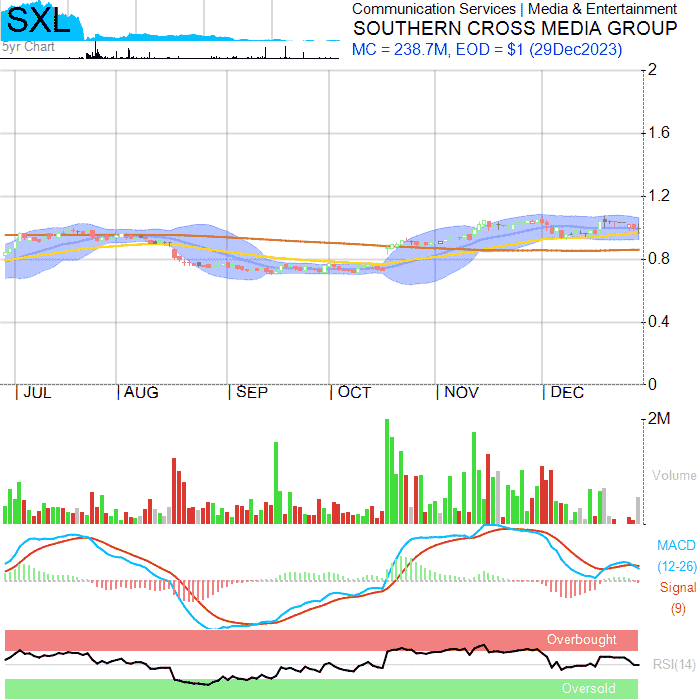 SXL
5yr Chart
Communication Services | Media & Entertainment
SOUTHERN CROSS MEDIA GROUP
MC = 238.7M, EOD = $1 (29Dec2023)
2
1.6
1.2
0.8
0.4
0
JUL AUG SEP OCT NOV DEC
2M
Volume
MACD
(12-26)
Signal
(9)
Overbought
RSI(14)
Oversold